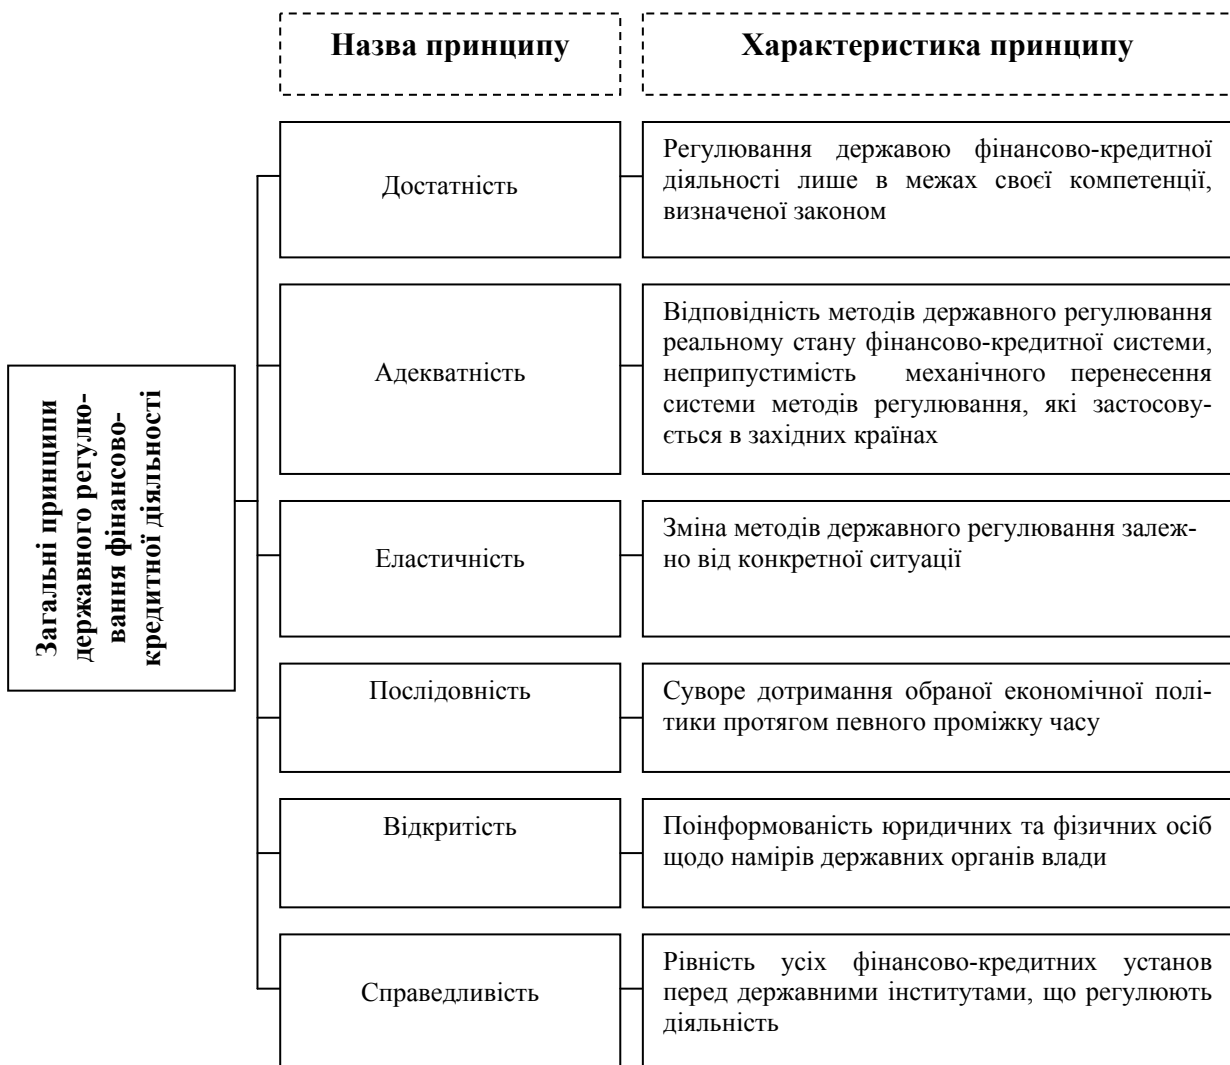 Назва принципу
Характеристика принципу
Загальні принципи
державного регулю-
вання фінансово-
кредитної діяльності
Достатність
Регулювання державою фінансово-кредитної
діяльності лише в межах своєї компетенції,
визначеної законом
Адекватність
Відповідність методів державного регулювання
реальному стану фінансово-кредитної системи,
неприпустимість механічного перенесення
системи методів регулювання, які застосову-
ється в західних країнах
Еластичність
Зміна методів державного регулювання залеж-
но від конкретної ситуації
Послідовність
Суворе дотримання обраної економічної полі-
тики протягом певного проміжку часу
Відкритість
Поінформованість юридичних та фізичних осіб
щодо намірів державних органів влади
Справедливість
Рівність усіх фінансово-кредитних установ
перед державними інститутами, що регулюють
діяльність